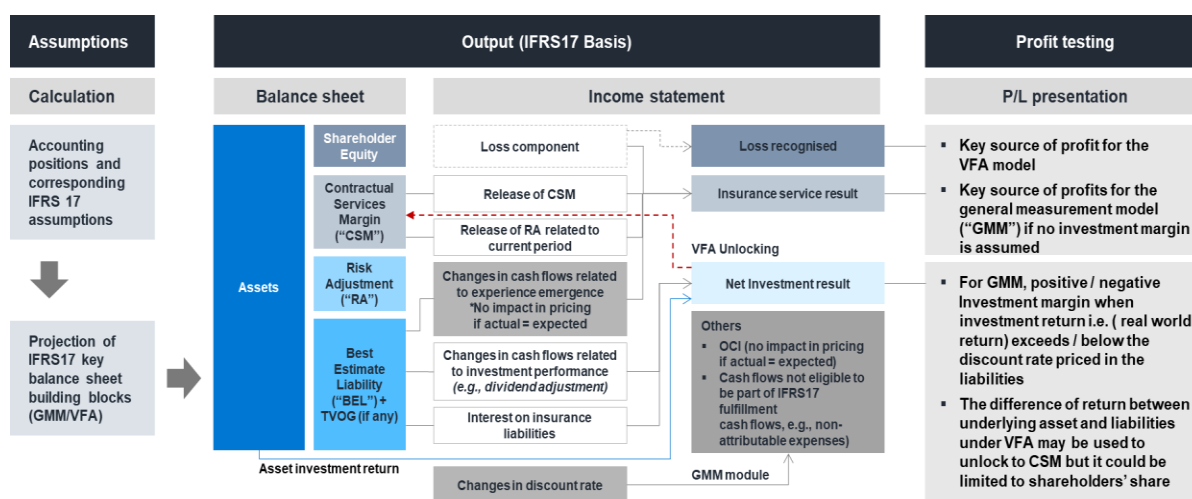 Assumptions
Output (IFRS17 Basis)
Profit testing
Calculation
Balance sheet
Income statement
P/L presentation
Accounting
positions and
corresponding
IFRS 17
assumptions
Projection of
IFRS17 key
balance sheet
building blocks
(GMM/VFA)
Assets
Shareholder
Equity
Contractual
Services
Margin
(“CSM”)
Risk
Adjustment
(“RA”)
Best
Estimate
Liability
(“BEL”) +
TVOG (if any)
Loss component
Release of CSM
Release of RA related to
current period
Changes in cash flows related
to experience emergence
*No impact in pricing
if actual = expected
Changes in cash flows related
to investment performance
(e.g., dividend adjustment)
Interest on insurance
liabilities
Asset investment return
Changes in discount rate
Loss recognised
Insurance service result
VFA Unlocking
Net Investment result
Others
▪ OCI (no impact in pricing
if actual = expected)
▪ Cash flows not eligible to
be part of IFRS17
fulfillment
cash flows, e.g., non-
attributable expenses)
GMM module
▪ Key source of profit for the
VFA model
▪ Key source of profits for the
general measurement model
(“GMM”) if no investment margin
is assumed
▪ For GMM, positive / negative
Investment margin when
investment return i.e. ( real world
return) exceeds / below the
discount rate priced in the
liabilities
▪ The difference of return between
underlying asset and liabilities
under VFA may be used to
unlock to CSM but it could be
limited to shareholders’ share